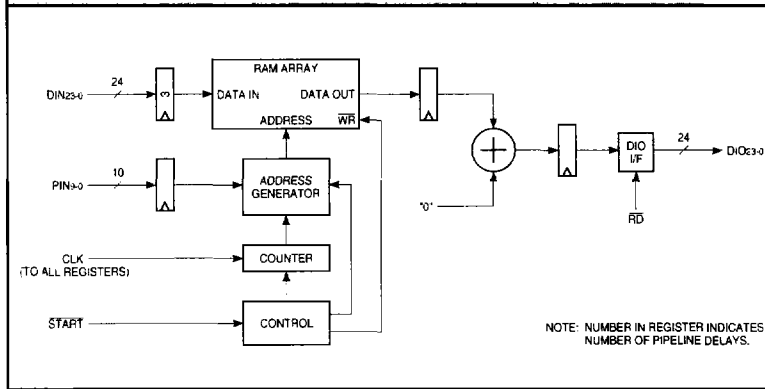 RAM ARRAY
24
DIN23-0
3
DATA IN
DATA OUT
ADDRESS
WR
24
DIO
I/F
DIO23-0
10
PIN9-0
ADDRESS
GENERATOR
"0"
RD
CLK
(TO ALL REGISTERS)
COUNTER
START
CONTROL
NOTE: NUMBER IN REGISTER INDICATES
NUMBER OF PIPELINE DELAYS.